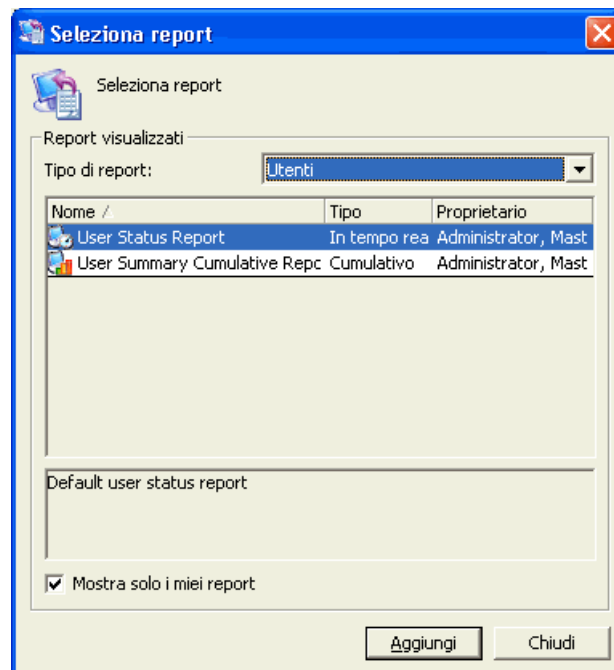 Seleziona report
Seleziona report
Report visualizzati
Tipo di report: Utenti
Nome Tipo Proprietario
User Status Report In tempo rea Administrator, Mast
User Summary Cumulative Repc Cumulativo Administrator, Mast
Default user status report
Mostra solo i miei report
Aggiungi Chiudi